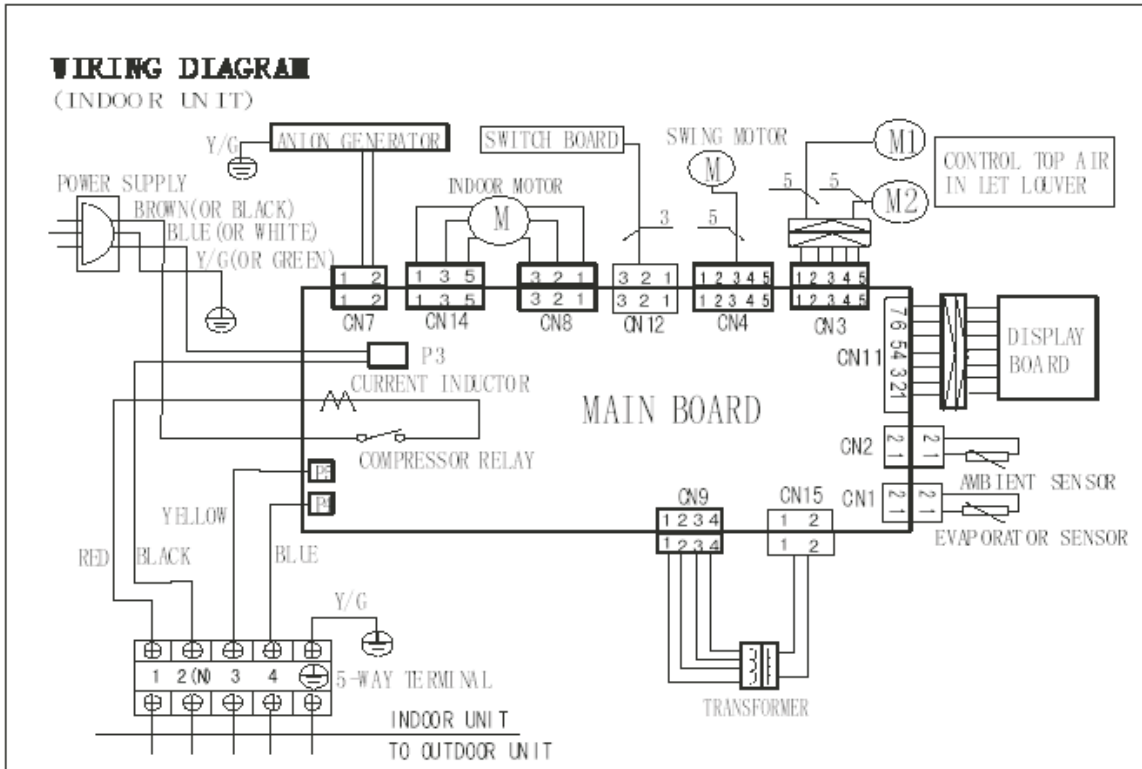 WIRING DIAGRAM
(INDOOR UNIT)
Y/G
ANION GENERATOR
SWITCH BOARD
SWING MOTOR
M
M1
M2
CONTROL TOP AIR
IN LET LOUVER
5 5
POWER SUPPLY
BROWN(OR BLACK)
BLUE(OR WHITE)
Y/G(OR GREEN)
INDOOR MOTOR
M
3
5
1 2
1 3 5
3 2 1
3 2 1
1 2 3 4 5
1 2 3 4 5
1 2
1 3 5
3 2 1
3 2 1
1 2 3 4 5
1 2 3 4 5
CN7
CN14
CN8
CN12
CN4
CN3
P3
CURRENT INDUCTOR
COMPRESSOR RELAY
MAIN BOARD
CN11
7 6 5 4 3 2 1
DISPLAY
BOARD
CN2
2 1
2 1
AMBIENT SENSOR
CN1
2 1
2 1
EVAPORATOR SENSOR
YELLOW
RED
BLACK
BLUE
Y/G
CN9
1 2 3 4
1 2 3 4
CN15
1 2
1 2
TRANSFORMER
1 2(N) 3 4
5-WAY TERMINAL
INDOOR UNIT
TO OUTDOOR UNIT